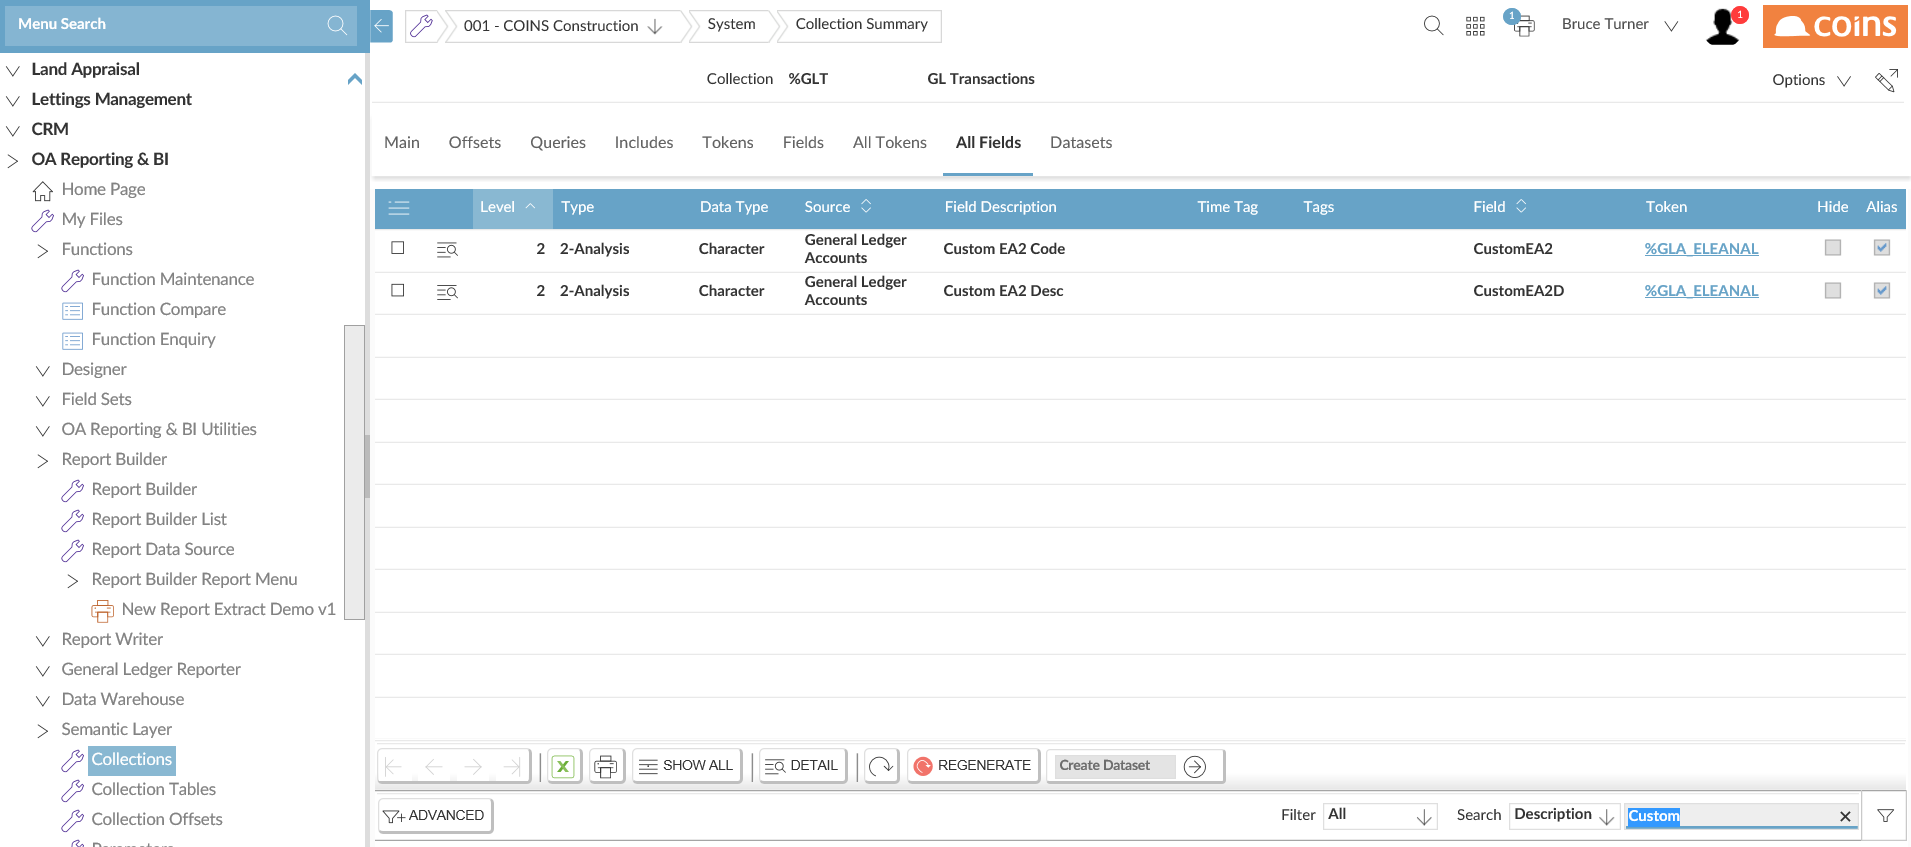 Menu Search
001 - COINS Construction
System
Collection Summary
1
Bruce Turner
1
coins
Land Appraisal
Lettings Management
CRM
OA Reporting & BI
Home Page
My Files
Functions
Function Maintenance
Function Compare
Function Enquiry
Designer
Field Sets
OA Reporting & BI Utilities
Report Builder
Report Builder
Report Builder List
Report Data Source
Report Builder Report Menu
New Report Extract Demo v1
Report Writer
General Ledger Reporter
Data Warehouse
Semantic Layer
Collections
Collection Tables
Collection Offsets
Parameters
Collection %GLT GL Transactions
Options
Main Offsets Queries Includes Tokens Fields All Tokens All Fields Datasets
Level Type Data Type Source Field Description Time Tag Tags Field Token Hide Alias
2 2-Analysis Character General Ledger Accounts Custom EA2 Code CustomEA2 %GLA_ELEANAL
2 2-Analysis Character General Ledger Accounts Custom EA2 Desc CustomEA2D %GLA_ELEANAL
X SHOW ALL DETAIL REGENERATE Create Dataset
ADVANCED Filter All Search Description Custom